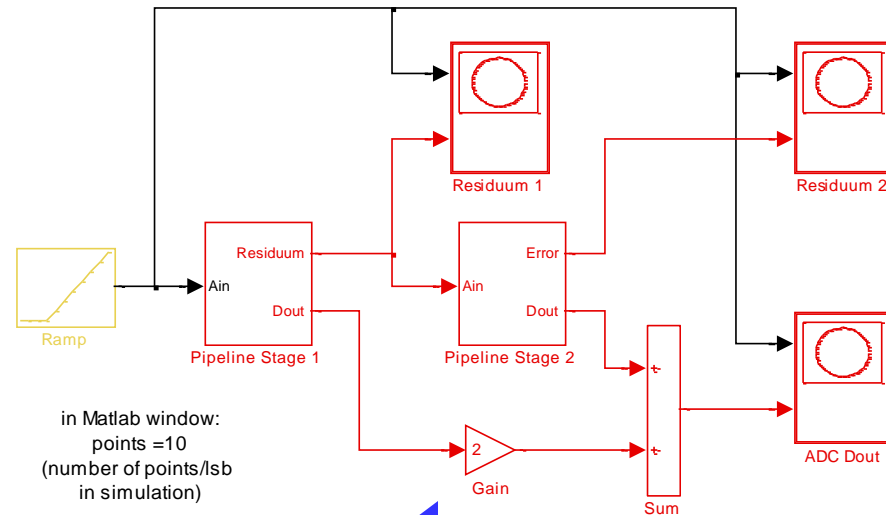 Residuum 1
Residuum 2
Residuum
Ain
Dout
Pipeline Stage 1
Error
Ain
Dout
Pipeline Stage 2
Ramp
+
+
Sum
2
Gain
ADC Dout
in Matlab window:
points =10
(number of points/lsb
in simulation)